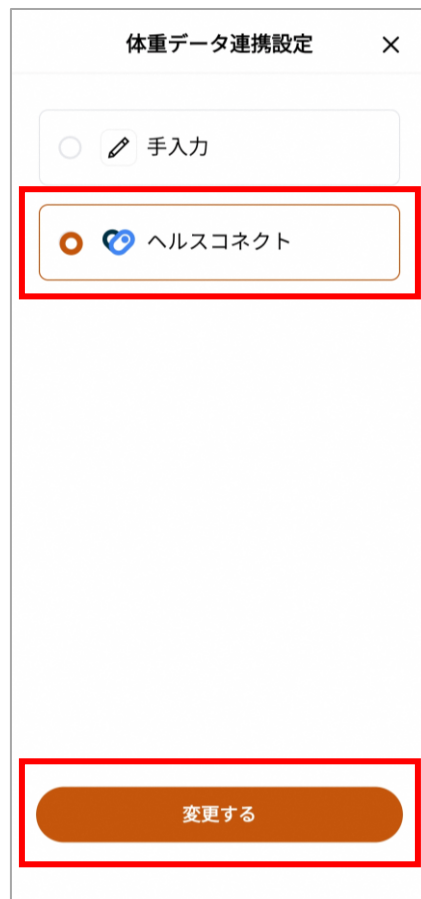 体重データ連携設定
手入力
ヘルスコネクト
変更する